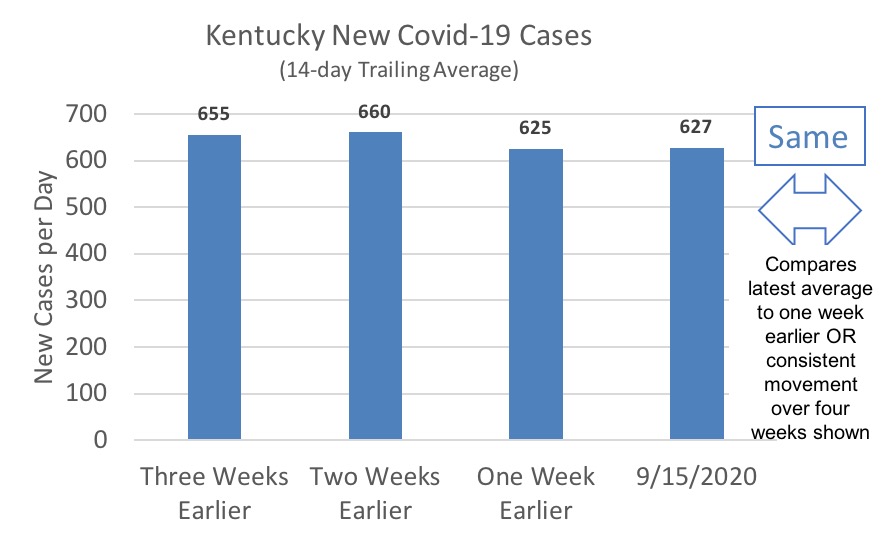 Kentucky New Covid-19 Cases
(14-day Trailing Average)
New Cases per Day
700
600
500
400
300
200
100
0
655
660
625
627
Three Weeks
Earlier
Two Weeks
Earlier
One Week
Earlier
9/15/2020
Same
Compares
latest average
to one week
earlier OR
consistent
movement
over four
weeks shown